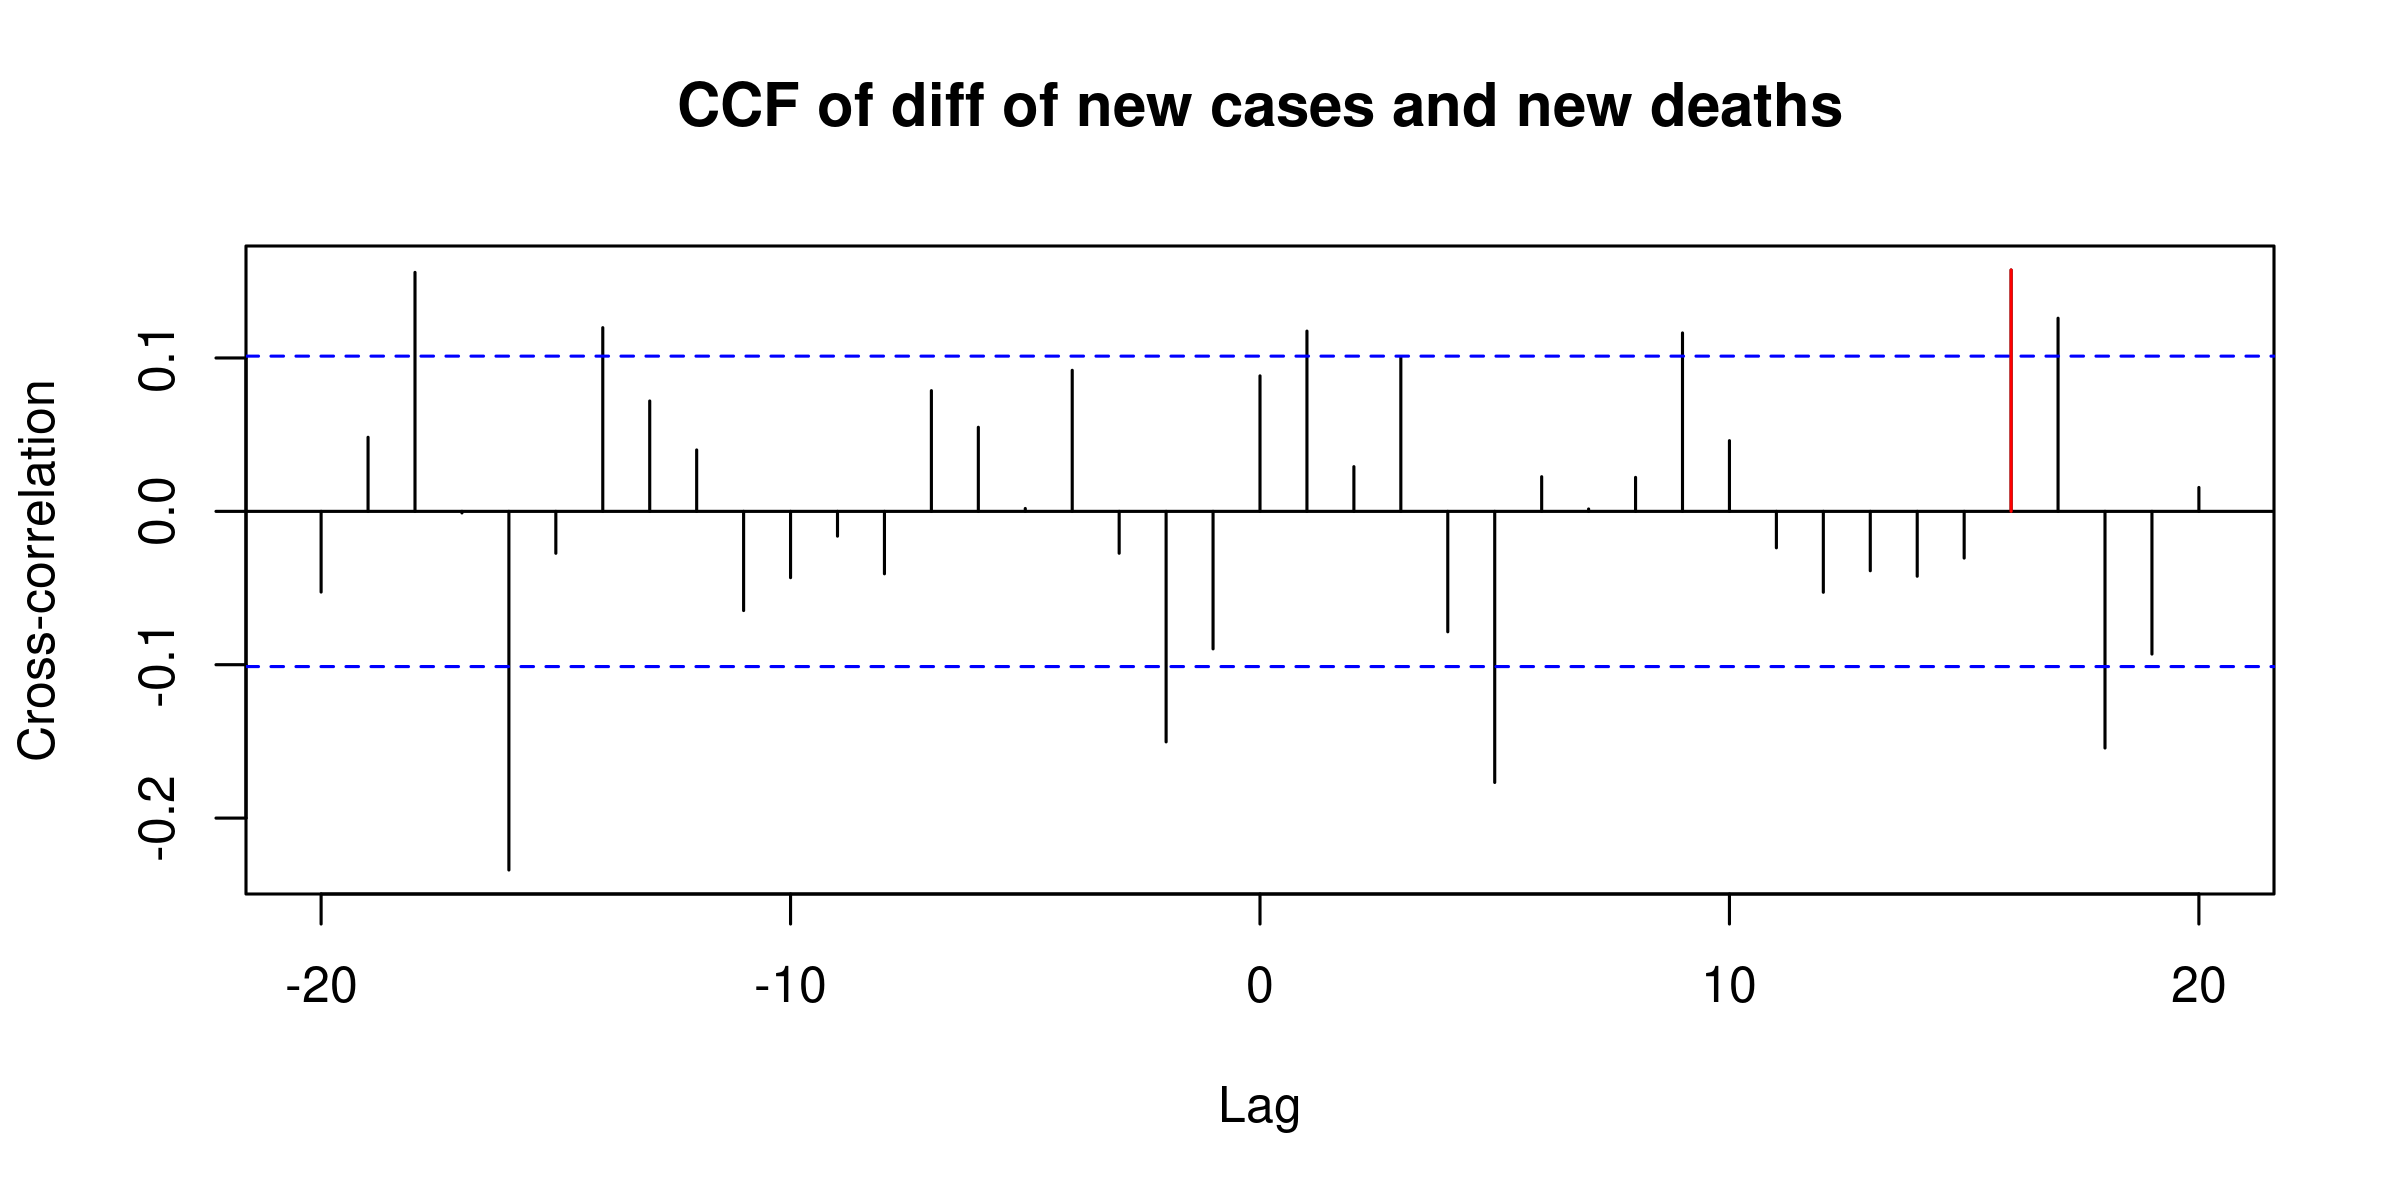 CCF of diff of new cases and new deaths
Cross-correlation
0.1
0.0
-0.1
-0.2
-20 -10 0 10 20
Lag